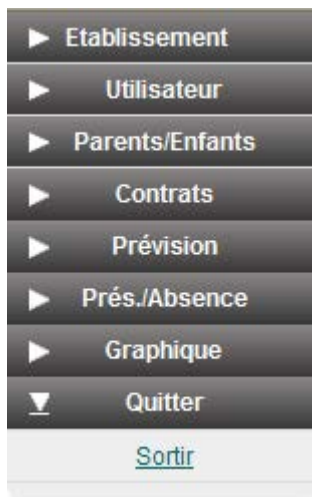 Etablissement
Utilisateur
Parents/Enfants
Contrats
Prévision
Prés./Absence
Graphique
Quitter
Sortir